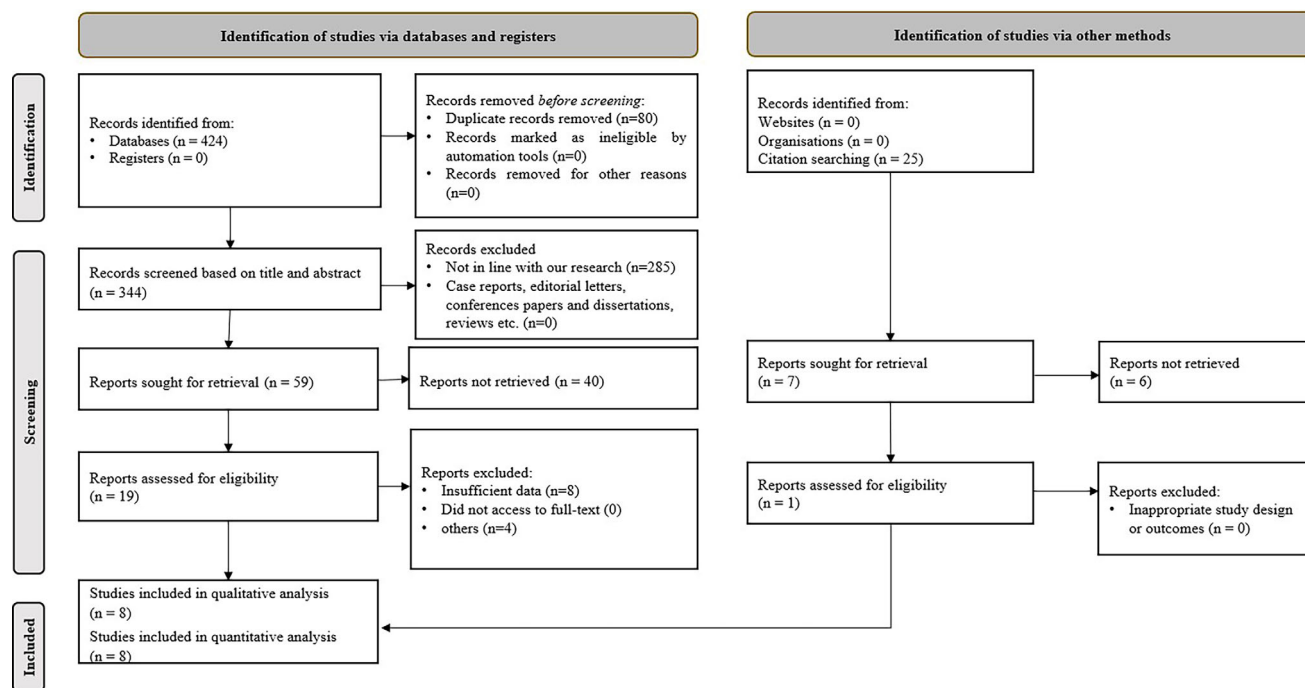 Identification of studies via databases and registers
Identification of studies via other methods
Identification
Records identified from:
• Databases (n = 424)
• Registers (n = 0)
Records removed before screening:
• Duplicate records removed (n=80)
• Records marked as ineligible by
automation tools (n=0)
• Records removed for other reasons
(n=0)
Records identified from:
Websites (n = 0)
Organisations (n = 0)
Citation searching (n = 25)
Screening
Records screened based on title and abstract
(n = 344)
Records excluded
• Not in line with our research (n=285)
• Case reports, editorial letters,
conferences papers and dissertations,
reviews etc. (n=0)
Reports sought for retrieval (n = 59)
Reports not retrieved (n = 40)
Reports sought for retrieval
(n = 7)
Reports not retrieved
(n = 6)
Reports assessed for eligibility
(n = 19)
Reports excluded:
• Insufficient data (n=8)
• Did not access to full-text (0)
• others (n=4)
Reports assessed for eligibility
(n = 1)
Reports excluded:
• Inappropriate study design
or outcomes (n = 0)
Included
Studies included in qualitative analysis
(n = 8)
Studies included in quantitative analysis
(n = 8)